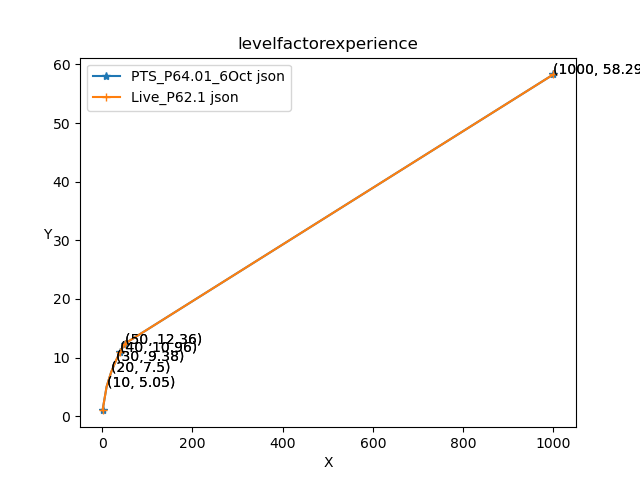 levelfactorexperience
PTS_P64.01_6Oct json
Live_P62.1 json
(1000, 58.29
60
50
40
30
20
10
0
Y
(50, 12.36)
(40, 10.96)
(30, 9.38)
(20, 7.5)
(10, 5.05)
0 200 400 600 800 1000
X